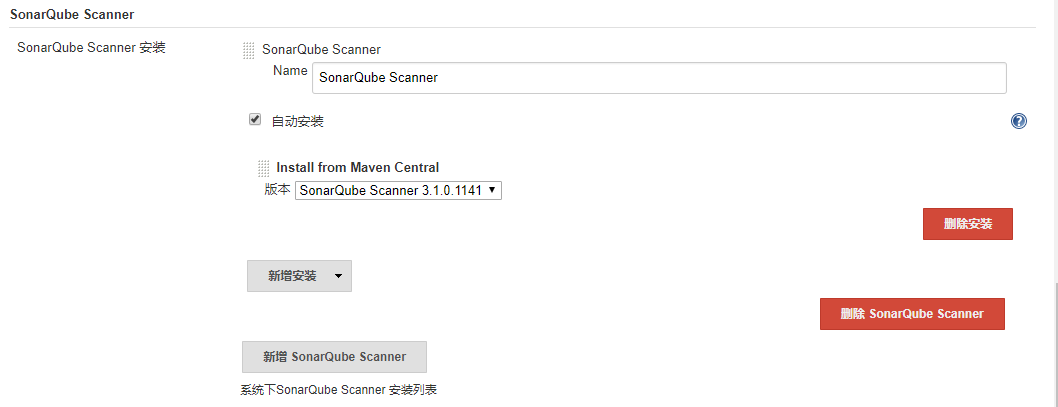 SonarQube Scanner
SonarQube Scanner 安装
SonarQube Scanner
Name
SonarQube Scanner
自动安装
?
Install from Maven Central
版本
SonarQube Scanner 3.1.0.1141
删除安装
新增安装
删除 SonarQube Scanner
新增 SonarQube Scanner
系统下SonarQube Scanner 安装列表